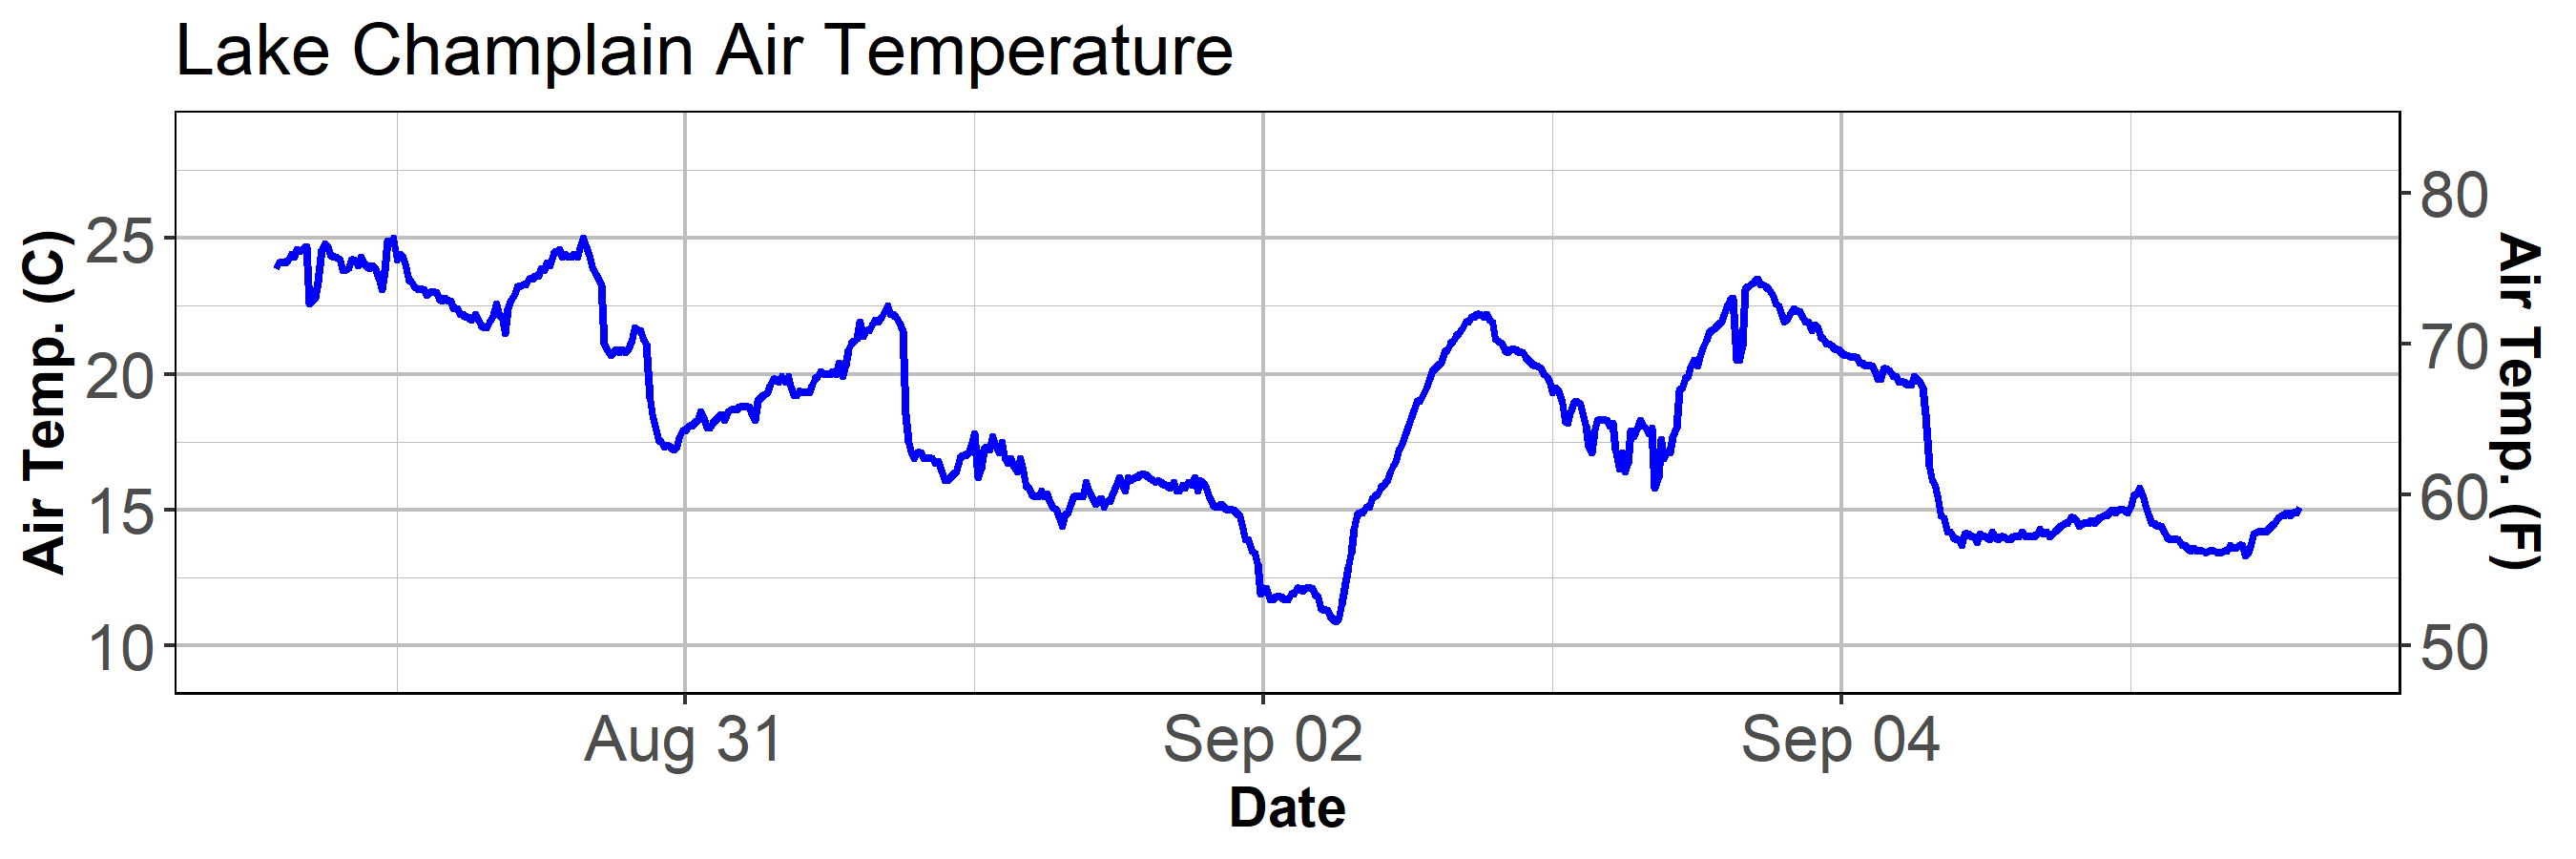 Lake Champlain Air Temperature
Air Temp. (C)
25
20
15
10
80
70
60
50
Air Temp. (F)
Aug 31
Sep 02
Sep 04
Date